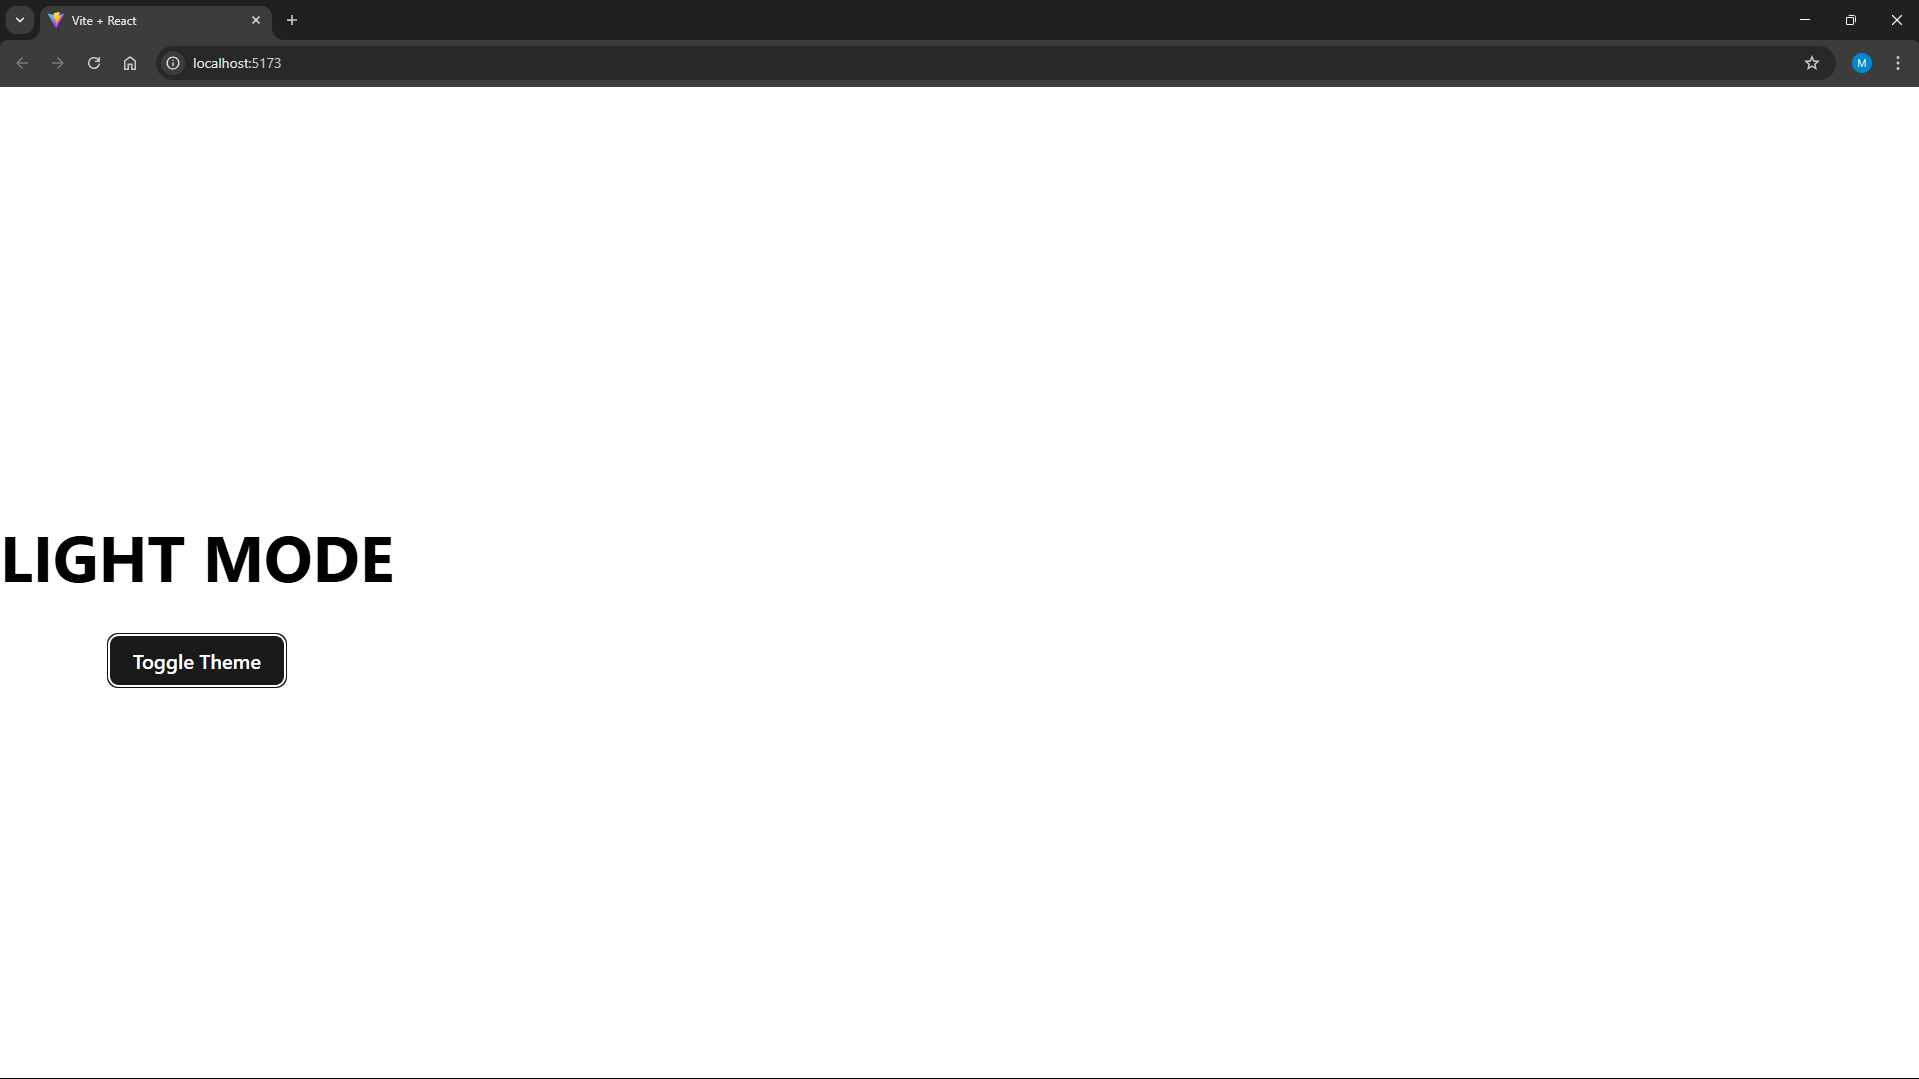 Vite + React
localhost:5173
M
LIGHT MODE
Toggle Theme